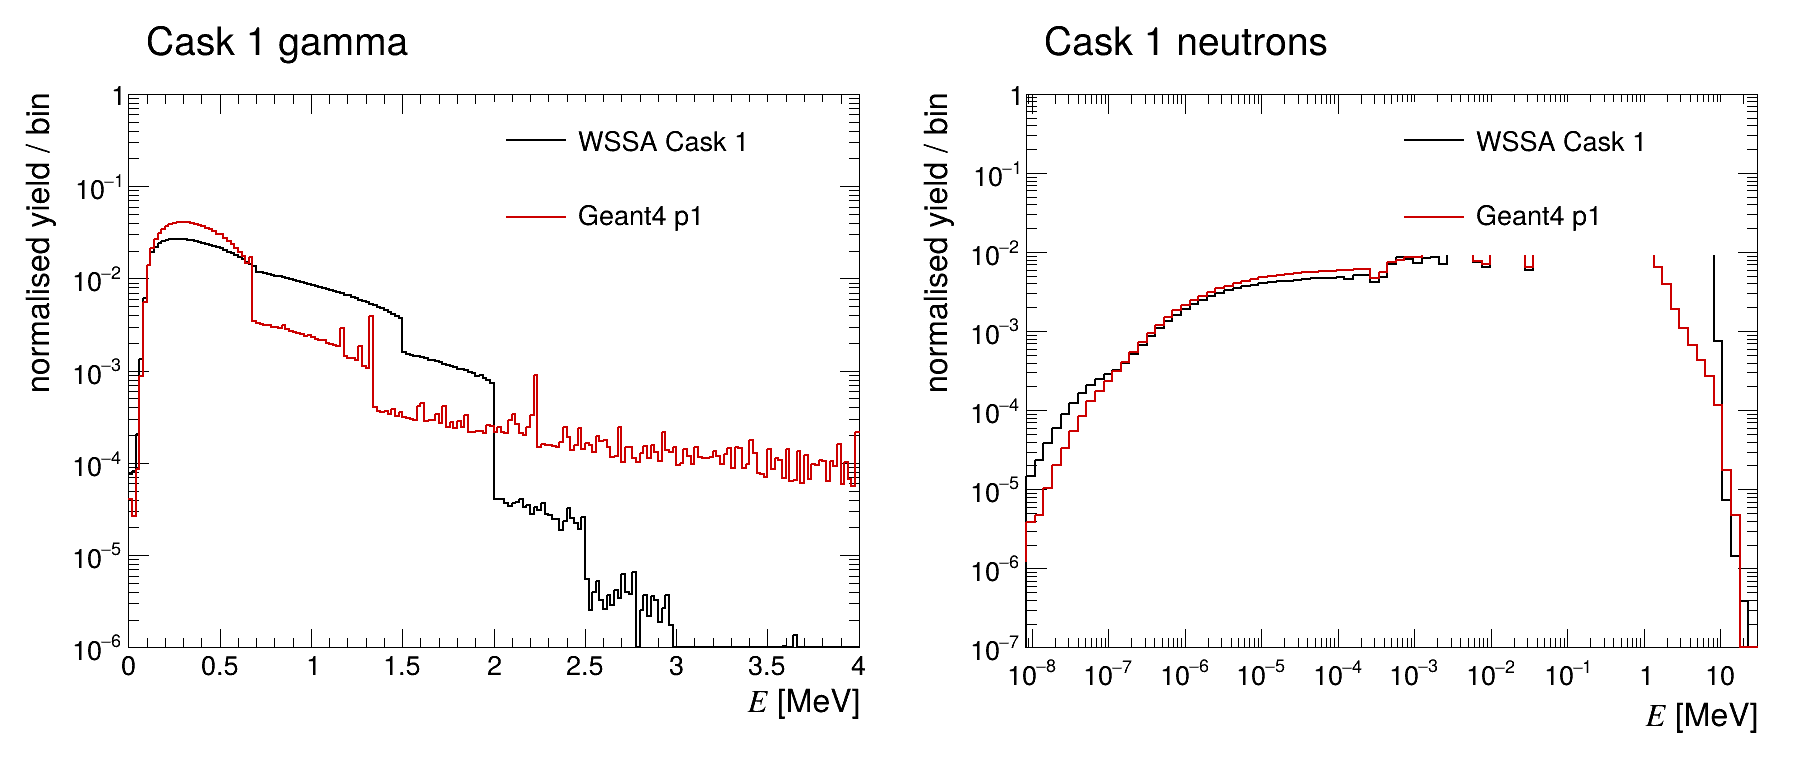 Cask 1 gamma
normalised yield / bin
1
10⁻¹
10⁻²
10⁻³
10⁻⁴
10⁻⁵
10⁻⁶
WSSA Cask 1
Geant4 p1
0 0.5 1 1.5 2 2.5 3 3.5 4
E [MeV]
Cask 1 neutrons
normalised yield / bin
1
10⁻¹
10⁻²
10⁻³
10⁻⁴
10⁻⁵
10⁻⁶
10⁻⁷
WSSA Cask 1
Geant4 p1
10⁻⁸ 10⁻⁷ 10⁻⁶ 10⁻⁵ 10⁻⁴ 10⁻³ 10⁻² 10⁻¹ 1 10
E [MeV]